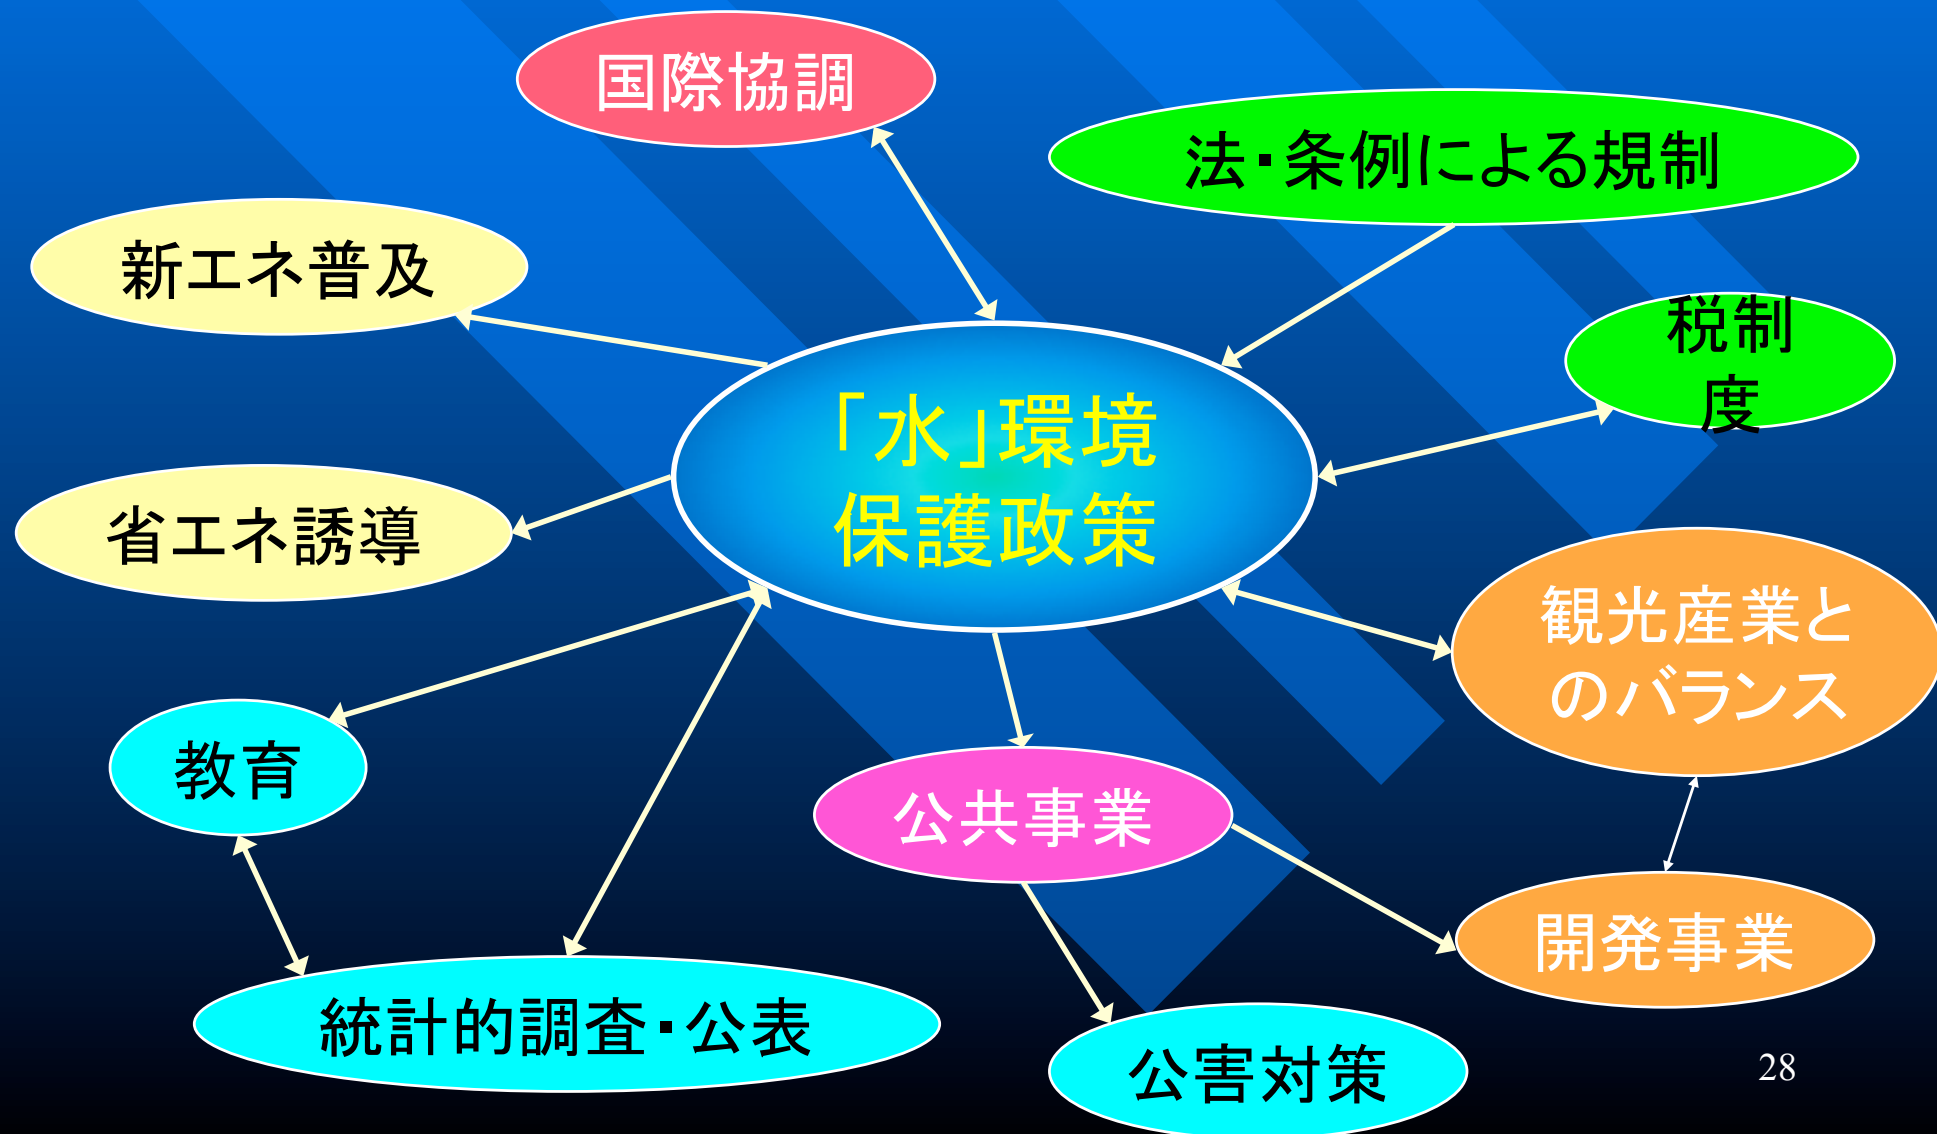 国際協調
法・条例による規制
新エネ普及
税制
度
「水」環境
保護政策
省エネ誘導
観光産業と
のバランス
教育
公共事業
開発事業
統計的調査・公表
公害対策
28